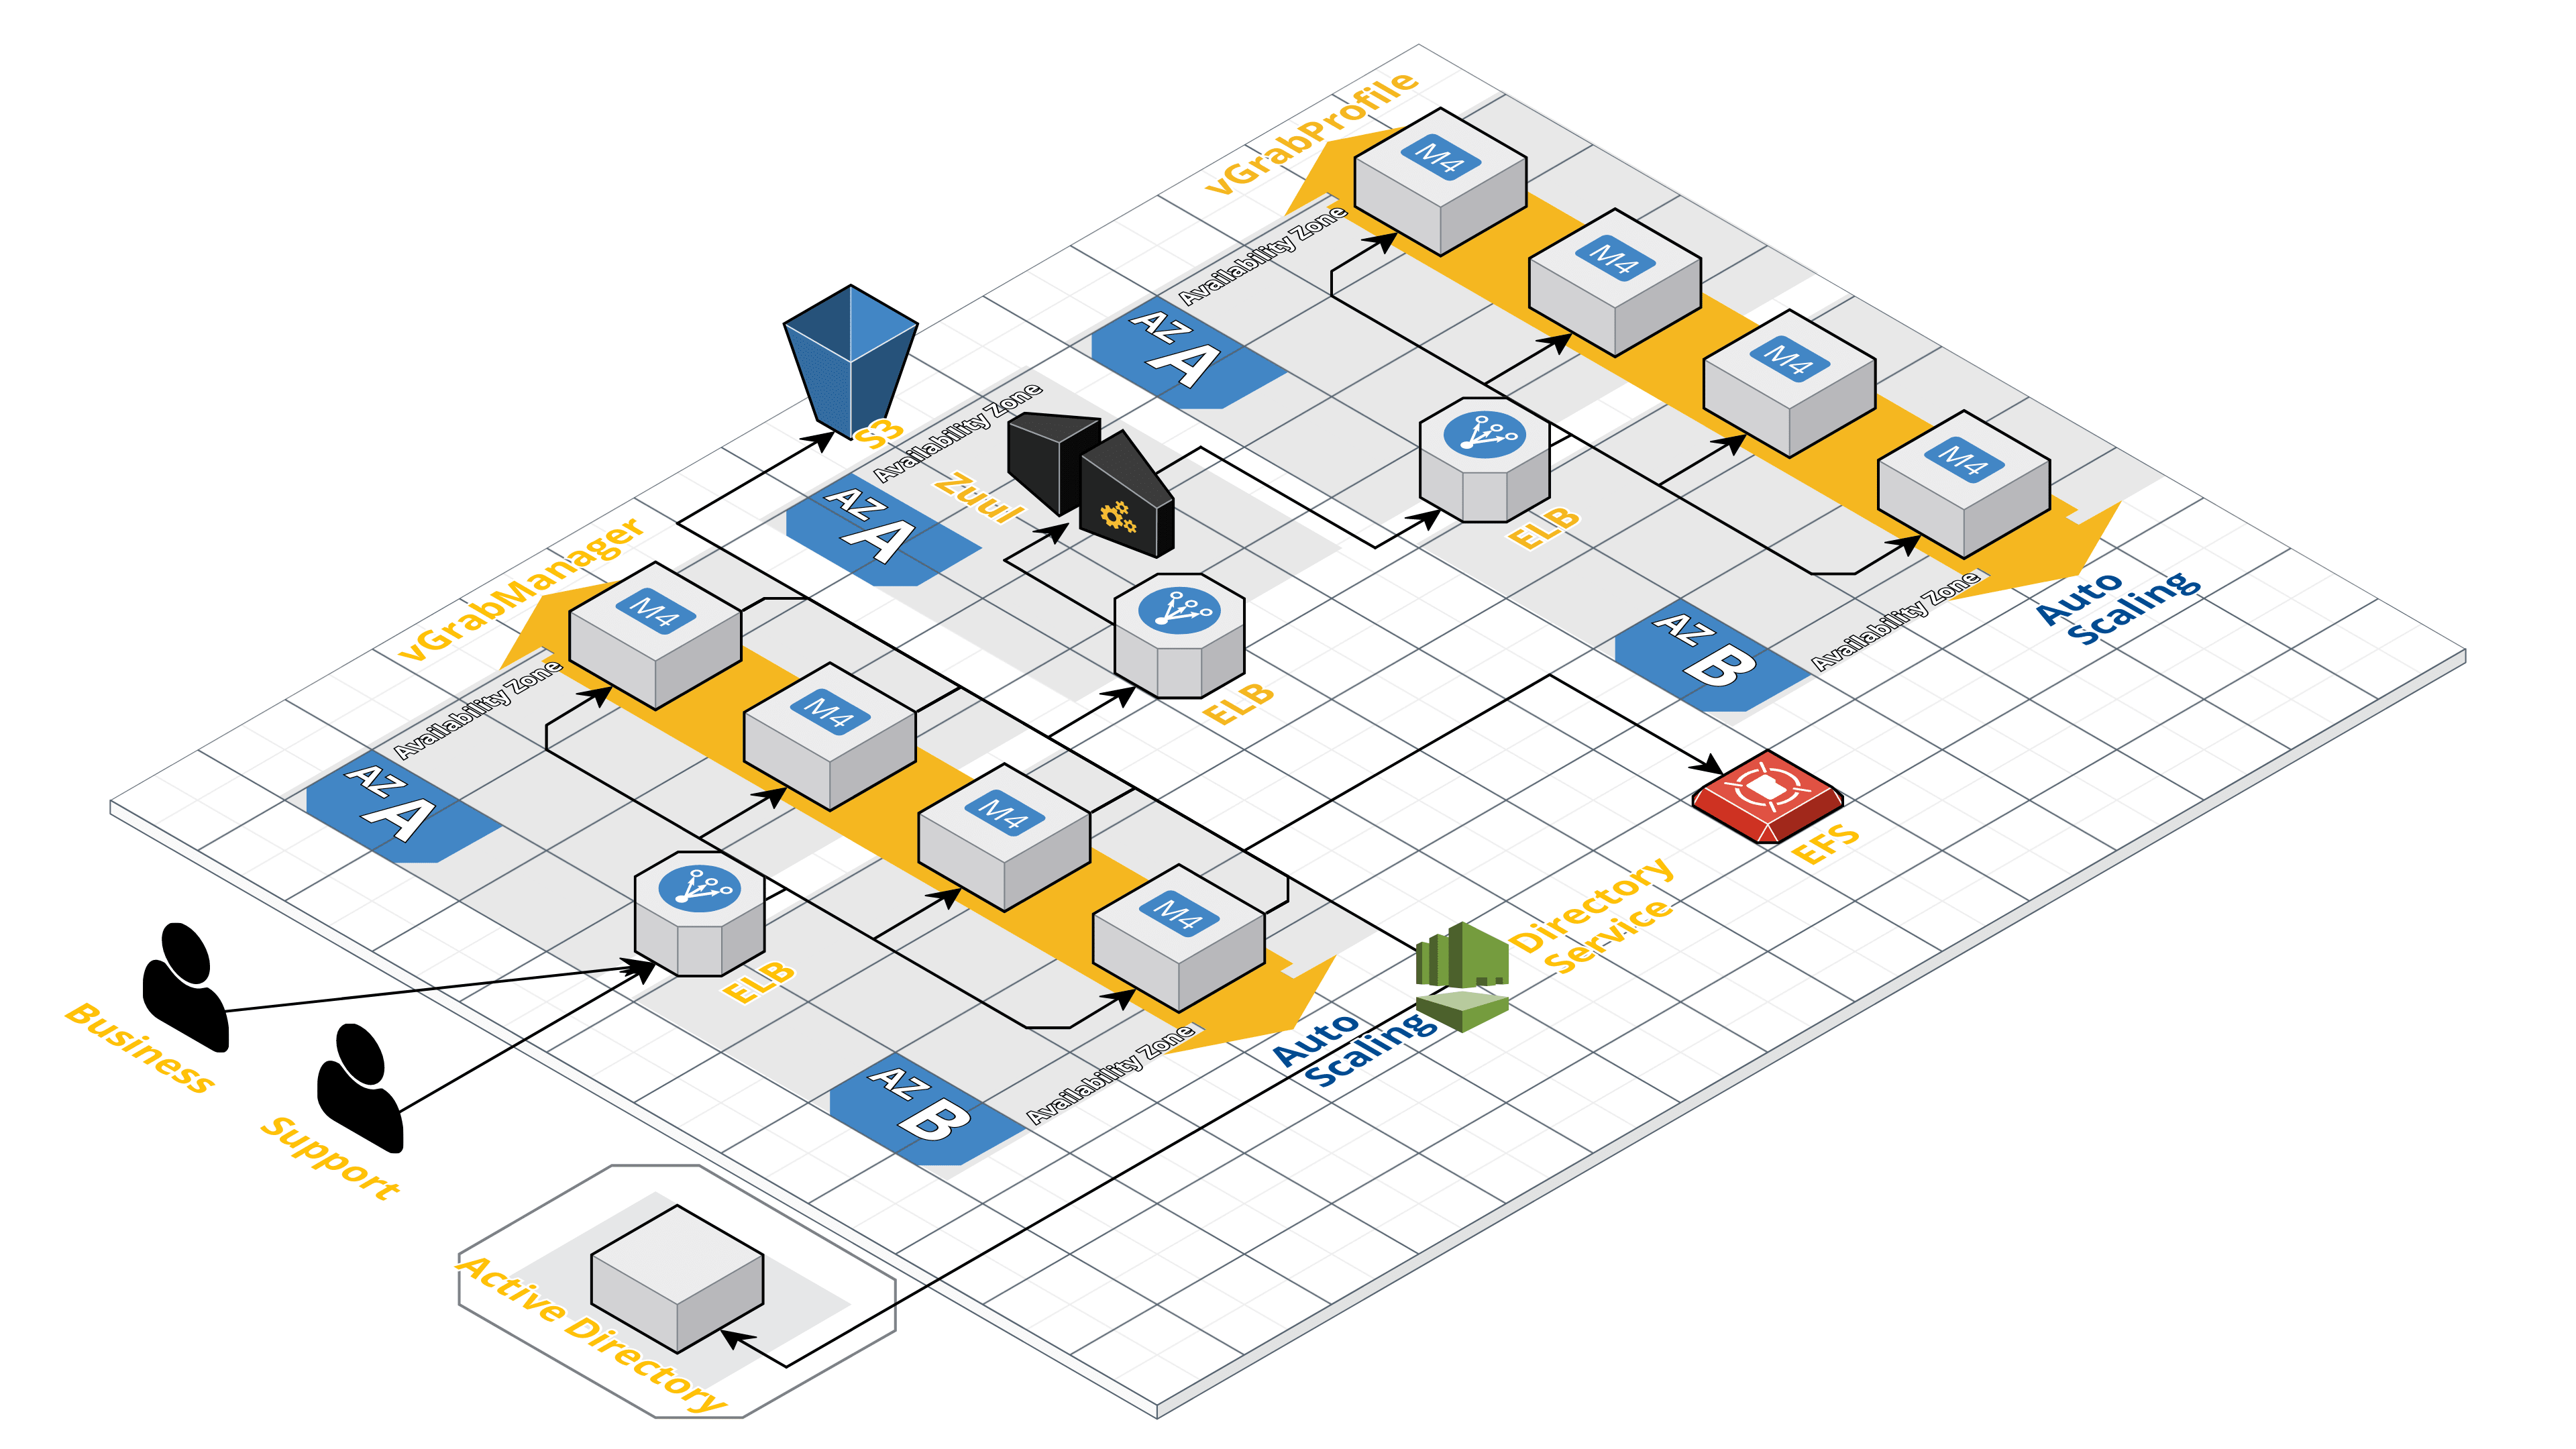 vGrabProfile
M4
M4
M4
M4
Availability Zone
AZ
A
ELB
Auto
Scaling
Availability Zone
AZ
B
S3
Availability Zone
AZ
A
Zuul
ELB
vGrabManager
M4
M4
M4
M4
Availability Zone
AZ
A
ELB
Auto
Scaling
Availability Zone
AZ
B
EFS
Directory
Service
Business
Support
Active Directory